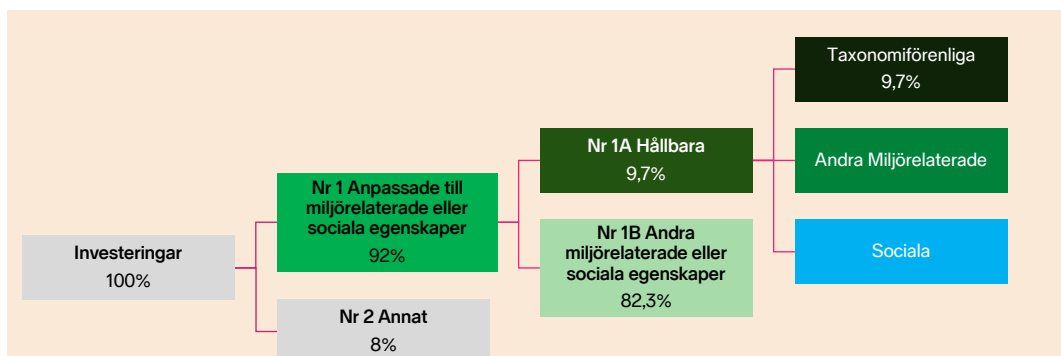 Investeringar
100%
Nr 1 Anpassade till
miljörelaterade eller
sociala egenskaper
92%
Nr 2 Annat
8%
Nr 1A Hållbara
9,7%
Nr 1B Andra
miljörelaterade eller
sociala egenskaper
82,3%
Taxonomiförenliga
9,7%
Andra Miljörelaterade
Sociala